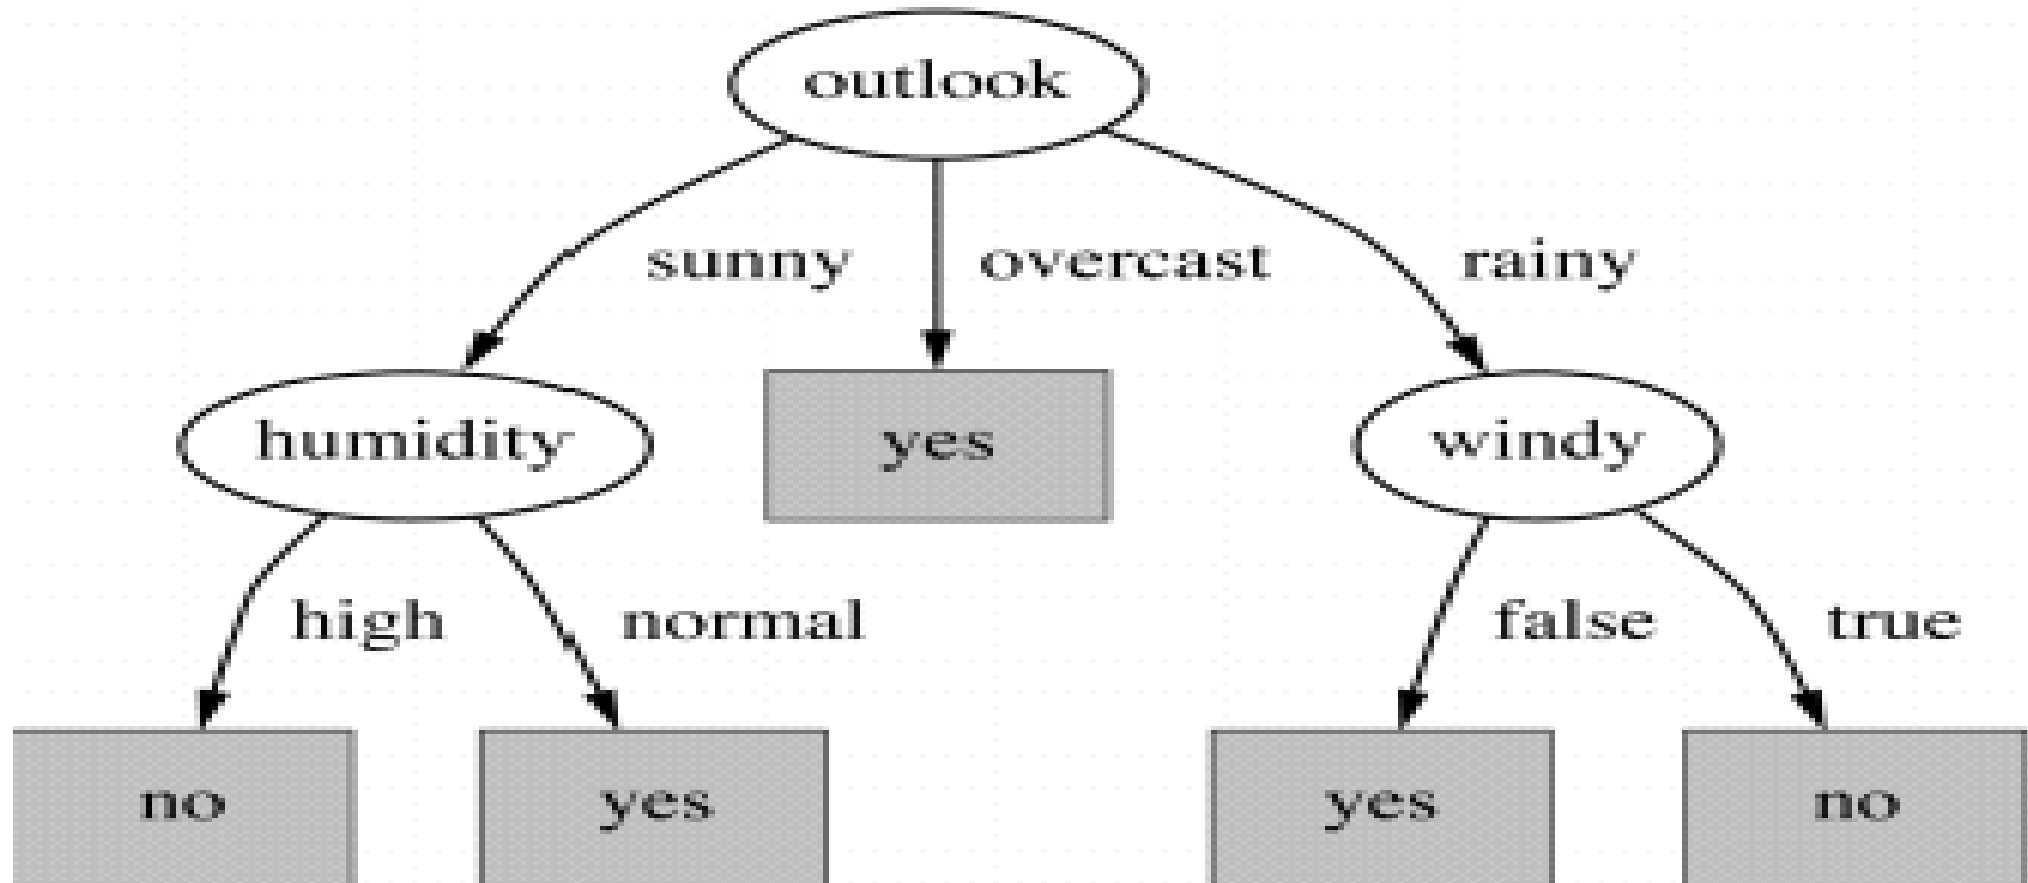 outlook
sunny overcast rainy
humidity yes windy
high normal false true
no yes yes no